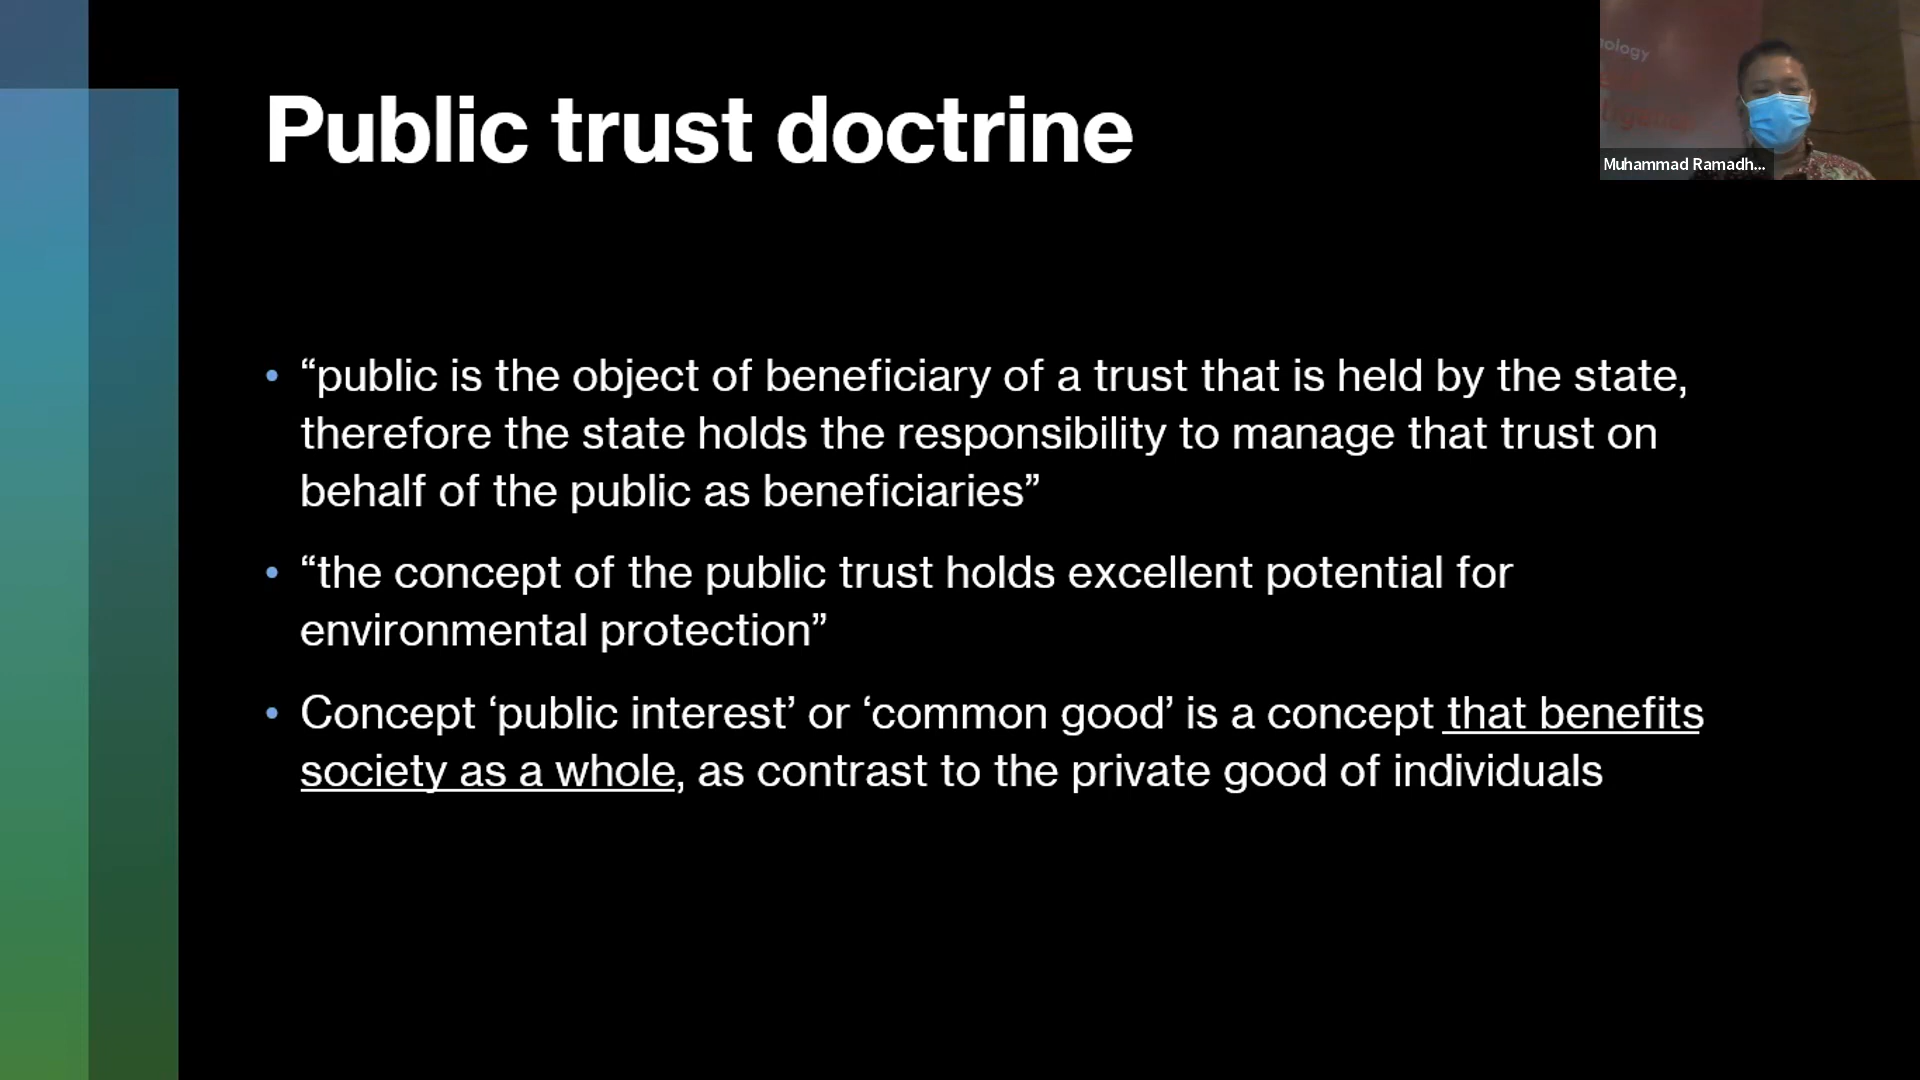 Public trust doctrine
nology
Muhammad Ramadh...
• “public is the object of beneficiary of a trust that is held by the state,
therefore the state holds the responsibility to manage that trust on
behalf of the public as beneficiaries”
• “the concept of the public trust holds excellent potential for
environmental protection”
• Concept ‘public interest’ or ‘common good’ is a concept that benefits
society as a whole, as contrast to the private good of individuals